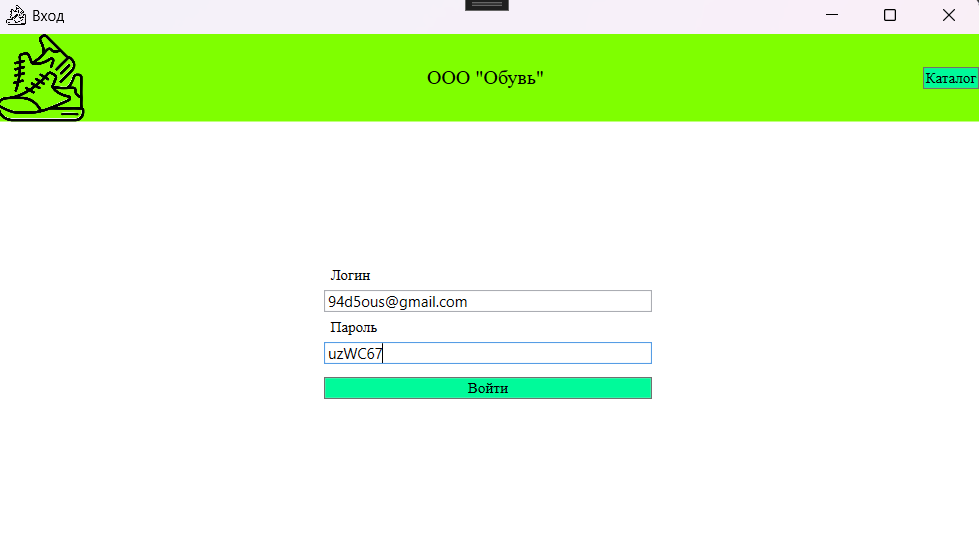 Вход
ООО "Обувь"
Каталог
Логин
94d5ous@gmail.com
Пароль
uzWC67
Войти